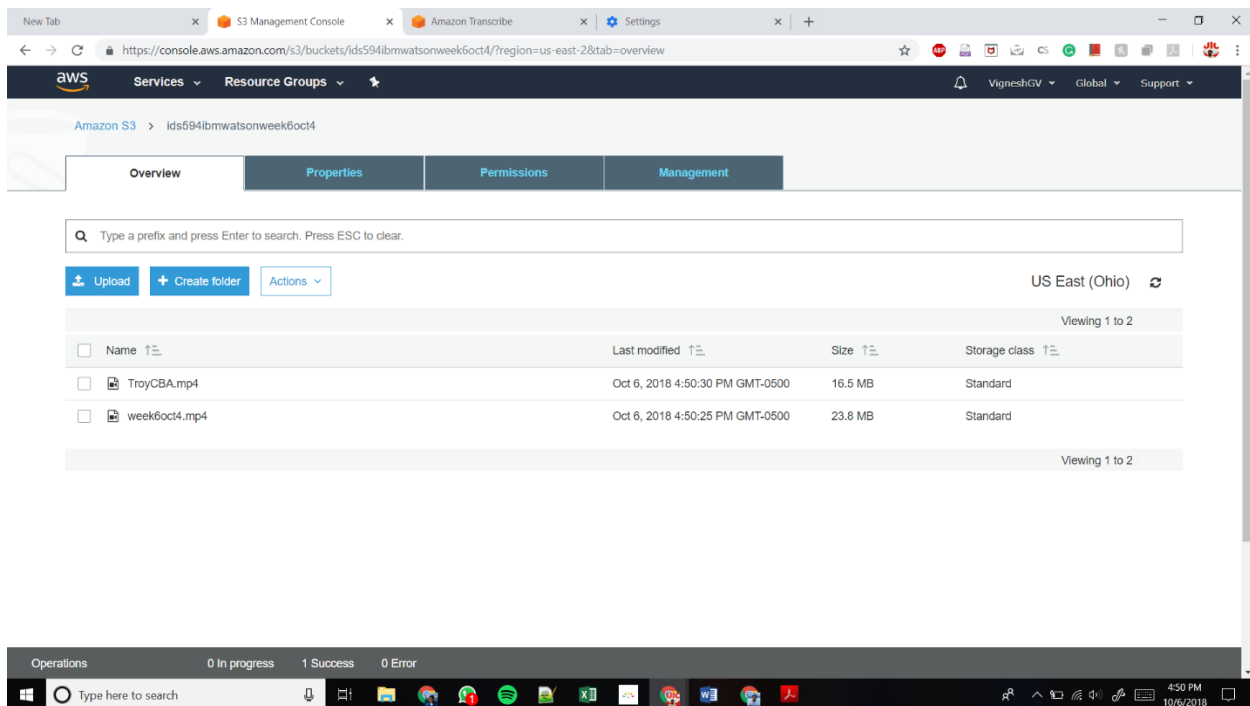 New Tab S3 Management Console Amazon Transcribe Settings
https://console.aws.amazon.com/s3/buckets/ids594ibmwatsonweek6oct4/?region=us-east-2&tab=overview ABP CS
aws Services Resource Groups VigneshGV Global Support
Amazon S3 > ids594ibmwatsonweek6oct4
Overview Properties Permissions Management
Type a prefix and press Enter to search. Press ESC to clear.
Upload + Create folder Actions US East (Ohio)
Viewing 1 to 2
Name Last modified Size Storage class
TroyCBA.mp4 Oct 6, 2018 4:50:30 PM GMT-0500 16.5 MB Standard
week6oct4.mp4 Oct 6, 2018 4:50:25 PM GMT-0500 23.8 MB Standard
Viewing 1 to 2
Operations 0 In progress 1 Success 0 Error
Type here to search 4:50 PM
10/6/2018